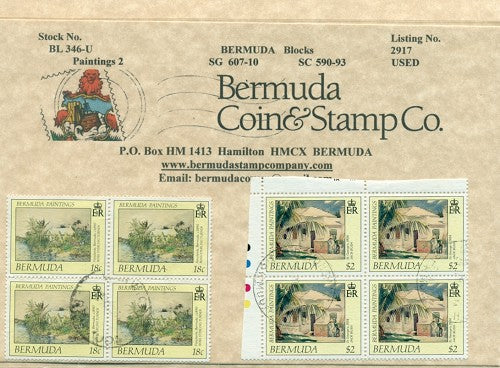 Stock No.
BL 346-U
Paintings 2
BERMUDA Blocks
SG 607-10 SC 590-93
Listing No.
2917
USED
Bermuda
Coin&Stamp Co.
P.O. Box HM 1413 Hamilton HMCX BERMUDA
www.bermudastampcompany.com
Email:
BERMUDA PAINTINGS
BERMUDA 18c
BERMUDA PAINTINGS
BERMUDA 18c
BERMUDA PAINTINGS
BERMUDA 18c
BERMUDA PAINTINGS
BERMUDA 18c
BERMUDA PAINTINGS
BERMUDA $2
BERMUDA PAINTINGS
BERMUDA $2
BERMUDA PAINTINGS
BERMUDA $2
BERMUDA PAINTINGS
BERMUDA $2